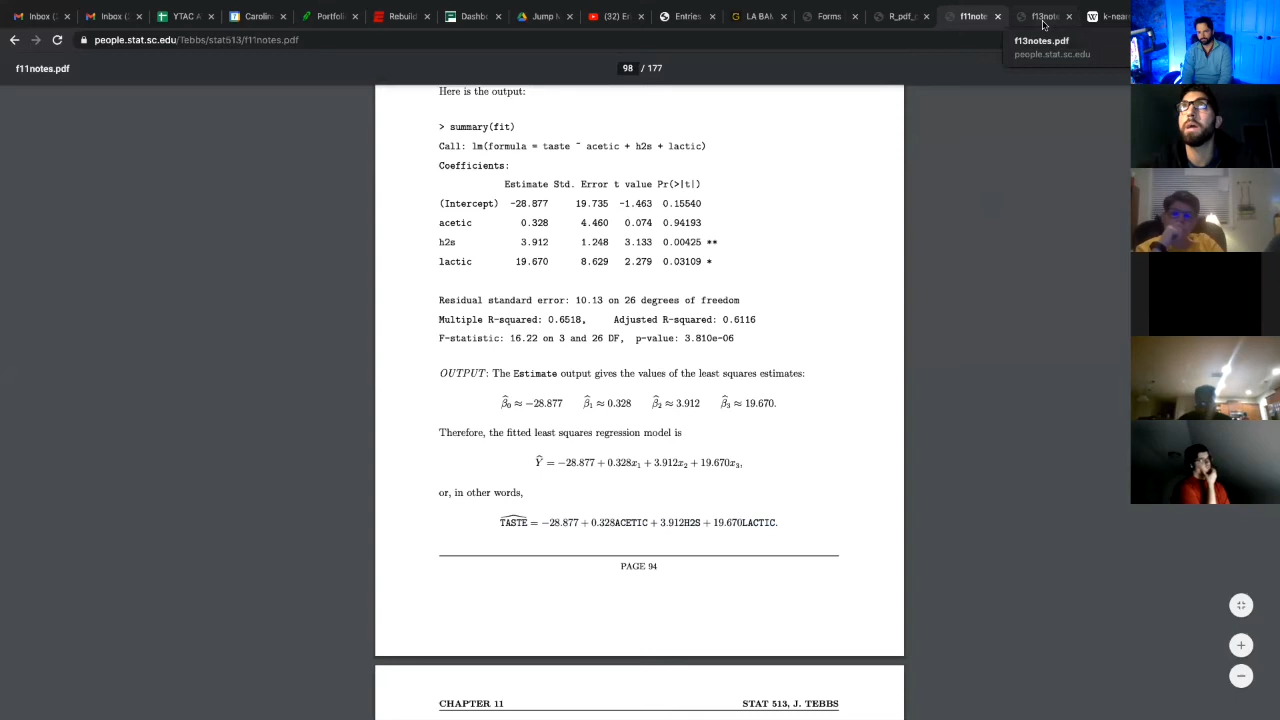 Inbox (2
Inbox (2
YTAC A
Carolin
Portfoli
Rebuild
Dashbo
Jump M
(32) En
Entries
LA BAM
Forms
R_pdf_c
f11note
f13note
k-near
people.stat.sc.edu/Tebbs/stat513/f11notes.pdf
f13notes.pdf
people.stat.sc.edu
f11notes.pdf
98 / 177
Here is the output:
> summary(fit)
Call: lm(formula = taste ~ acetic + h2s + lactic)
Coefficients:
Estimate Std. Error t value Pr(>|t|)
(Intercept) -28.877 19.735 -1.463 0.15540
acetic 0.328 4.460 0.074 0.94193
h2s 3.912 1.248 3.133 0.00425 **
lactic 19.670 8.629 2.279 0.03109 *
Residual standard error: 10.13 on 26 degrees of freedom
Multiple R-squared: 0.6518, Adjusted R-squared: 0.6116
F-statistic: 16.22 on 3 and 26 DF, p-value: 3.810e-06
OUTPUT: The Estimate output gives the values of the least squares estimates:
β̂₀ ≈ −28.877 β̂₁ ≈ 0.328 β̂₂ ≈ 3.912 β̂₃ ≈ 19.670.
Therefore, the fitted least squares regression model is
Ŷ = −28.877 + 0.328x₁ + 3.912x₂ + 19.670x₃,
or, in other words,
TASTE = −28.877 + 0.328ACETIC + 3.912H2S + 19.670LACTIC.
PAGE 94
CHAPTER 11 STAT 513, J. TEBBS